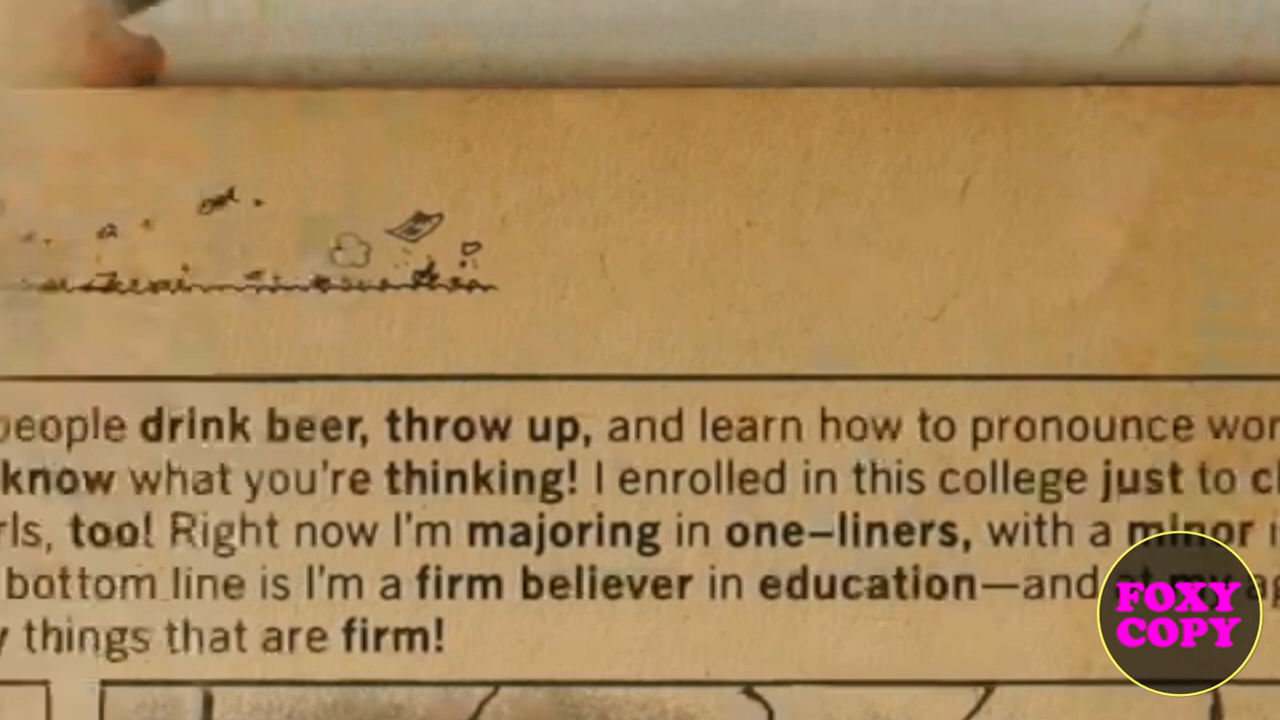 people drink beer, throw up, and learn how to pronounce
know what you're thinking! I enrolled in this college just to
too! Right now I'm majoring in one–liners, with a minor
bottom line is I'm a firm believer in education—and at my
things that are firm!
FOXY
COPY